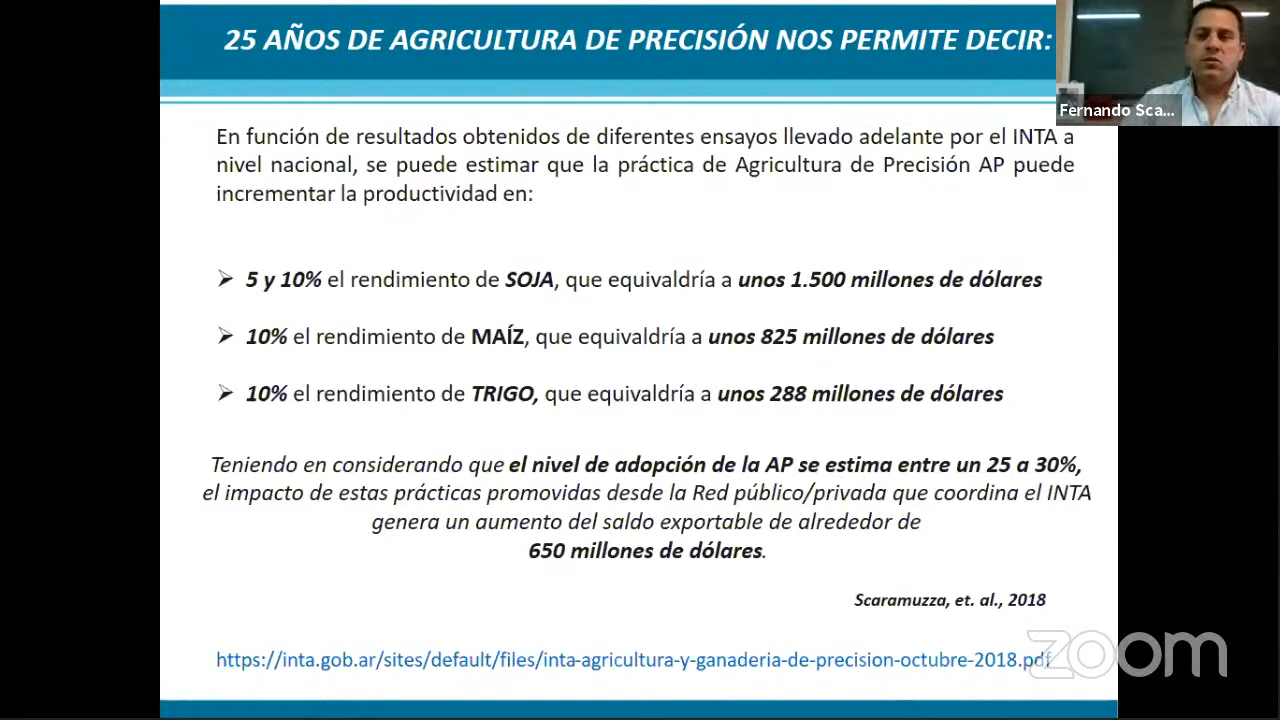 25 AÑOS DE AGRICULTURA DE PRECISIÓN NOS PERMITE DECIR:
Fernando Sca...
En función de resultados obtenidos de diferentes ensayos llevado adelante por el INTA a
nivel nacional, se puede estimar que la práctica de Agricultura de Precisión AP puede
incrementar la productividad en:
➢ 5 y 10% el rendimiento de SOJA, que equivaldría a unos 1.500 millones de dólares
➢ 10% el rendimiento de MAÍZ, que equivaldría a unos 825 millones de dólares
➢ 10% el rendimiento de TRIGO, que equivaldría a unos 288 millones de dólares
Teniendo en considerando que el nivel de adopción de la AP se estima entre un 25 a 30%,
el impacto de estas prácticas promovidas desde la Red público/privada que coordina el INTA
genera un aumento del saldo exportable de alrededor de
650 millones de dólares.
Scaramuzza, et. al., 2018
https://inta.gob.ar/sites/default/files/inta-agricultura-y-ganaderia-de-precision-octubre-2018.pdf
zoom